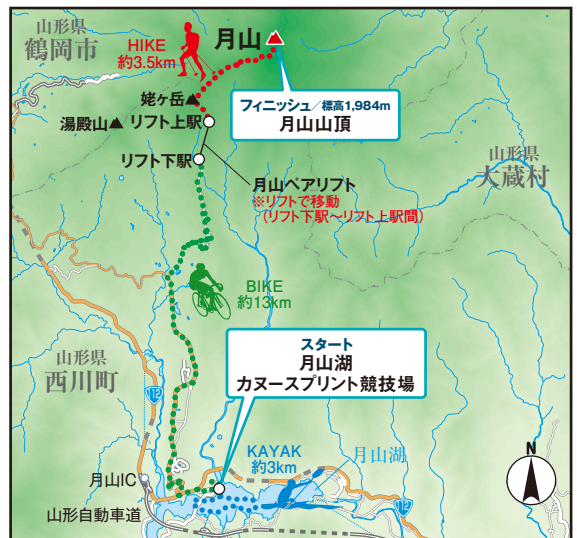 山形県
鶴岡市
HIKE
約3.5km
月山
フィニッシュ/標高1,984m
月山山頂
姥ヶ岳▲
湯殿山▲
リフト上駅
リフト下駅
月山ペアリフト
※リフトで移動
(リフト下駅〜リフト上駅間)
山形県
大蔵村
BIKE
約13km
山形県
西川町
スタート
月山湖
カヌースプリント競技場
112
KAYAK
約3km
月山湖
112
月山IC
山形自動車道
N